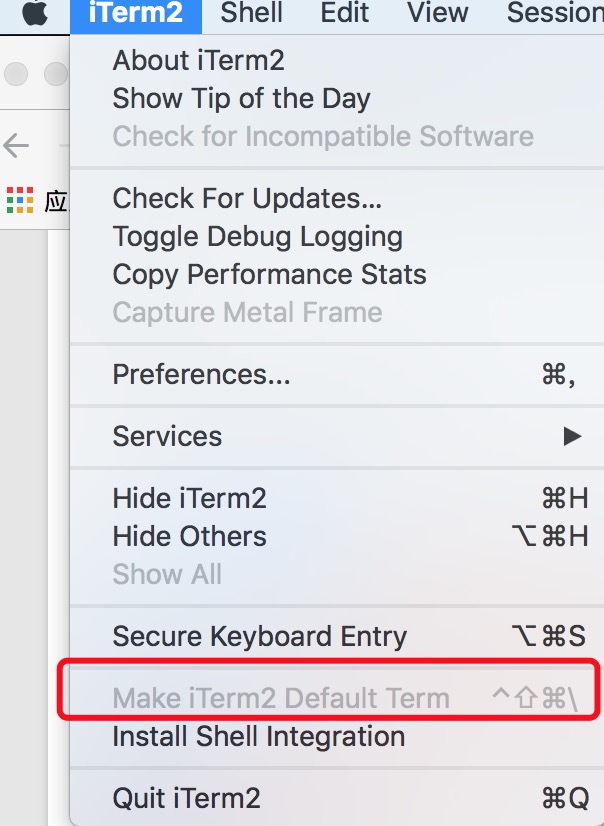 iTerm2 Shell Edit View Session
About iTerm2
Show Tip of the Day
Check for Incompatible Software
应
Check For Updates...
Toggle Debug Logging
Copy Performance Stats
Capture Metal Frame
Preferences... ⌘,
Services ▶
Hide iTerm2 ⌘H
Hide Others ⌥⌘H
Show All
Secure Keyboard Entry ⌥⌘S
Make iTerm2 Default Term ^⇧⌘\
Install Shell Integration
Quit iTerm2 ⌘Q